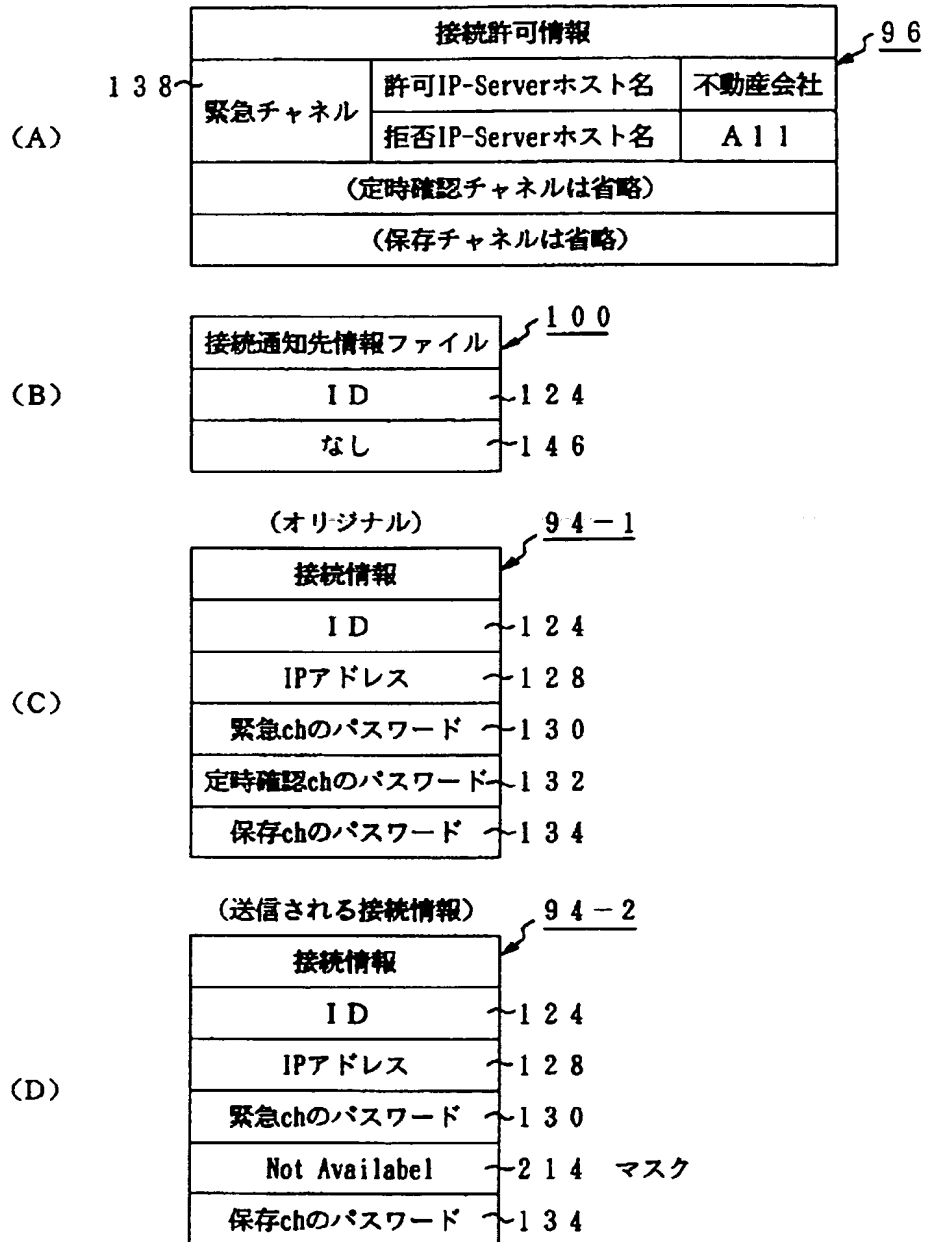 接続許可情報
９６
１３８
緊急チャネル
許可IP-Serverホスト名
不動産会社
拒否IP-Serverホスト名
Ａ１１
(A)
(定時確認チャネルは省略)
(保存チャネルは省略)
１００
接続通知先情報ファイル
(B)
ＩＤ
１２４
なし
１４６
(オリジナル)
９４－１
接続情報
ＩＤ
１２４
IPアドレス
１２８
(C)
緊急chのパスワード
１３０
定時確認chのパスワード
１３２
保存chのパスワード
１３４
(送信される接続情報)
９４－２
接続情報
ＩＤ
１２４
IPアドレス
１２８
(D)
緊急chのパスワード
１３０
Not Availabel
２１４ マスク
保存chのパスワード
１３４